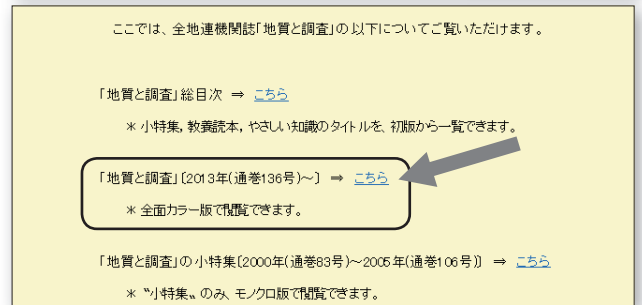 ここでは、全地連機関誌「地質と調査」の以下についてご覧いただけます。
「地質と調査」総目次 ⇒ こちら
＊小特集，教養読本，やさしい知識のタイトルを、初版から一覧できます。
「地質と調査」〔2013年(通巻136号)～〕 ⇒ こちら
＊全面カラー版で閲覧できます。
「地質と調査」の小特集〔2000年(通巻83号)～2005年(通巻106号)〕 ⇒ こちら
＊〝小特集〟のみ、モノクロ版で閲覧できます。